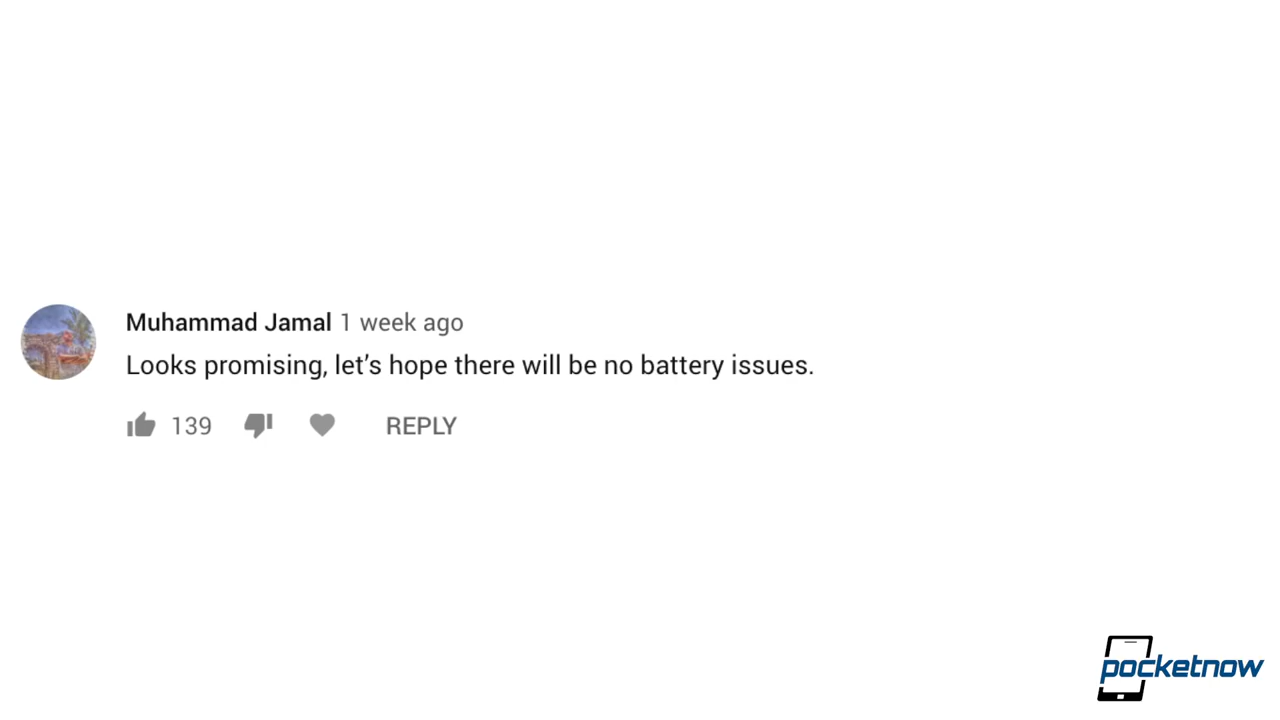 Muhammad Jamal 1 week ago
Looks promising, let's hope there will be no battery issues.
139 REPLY
pocketnow